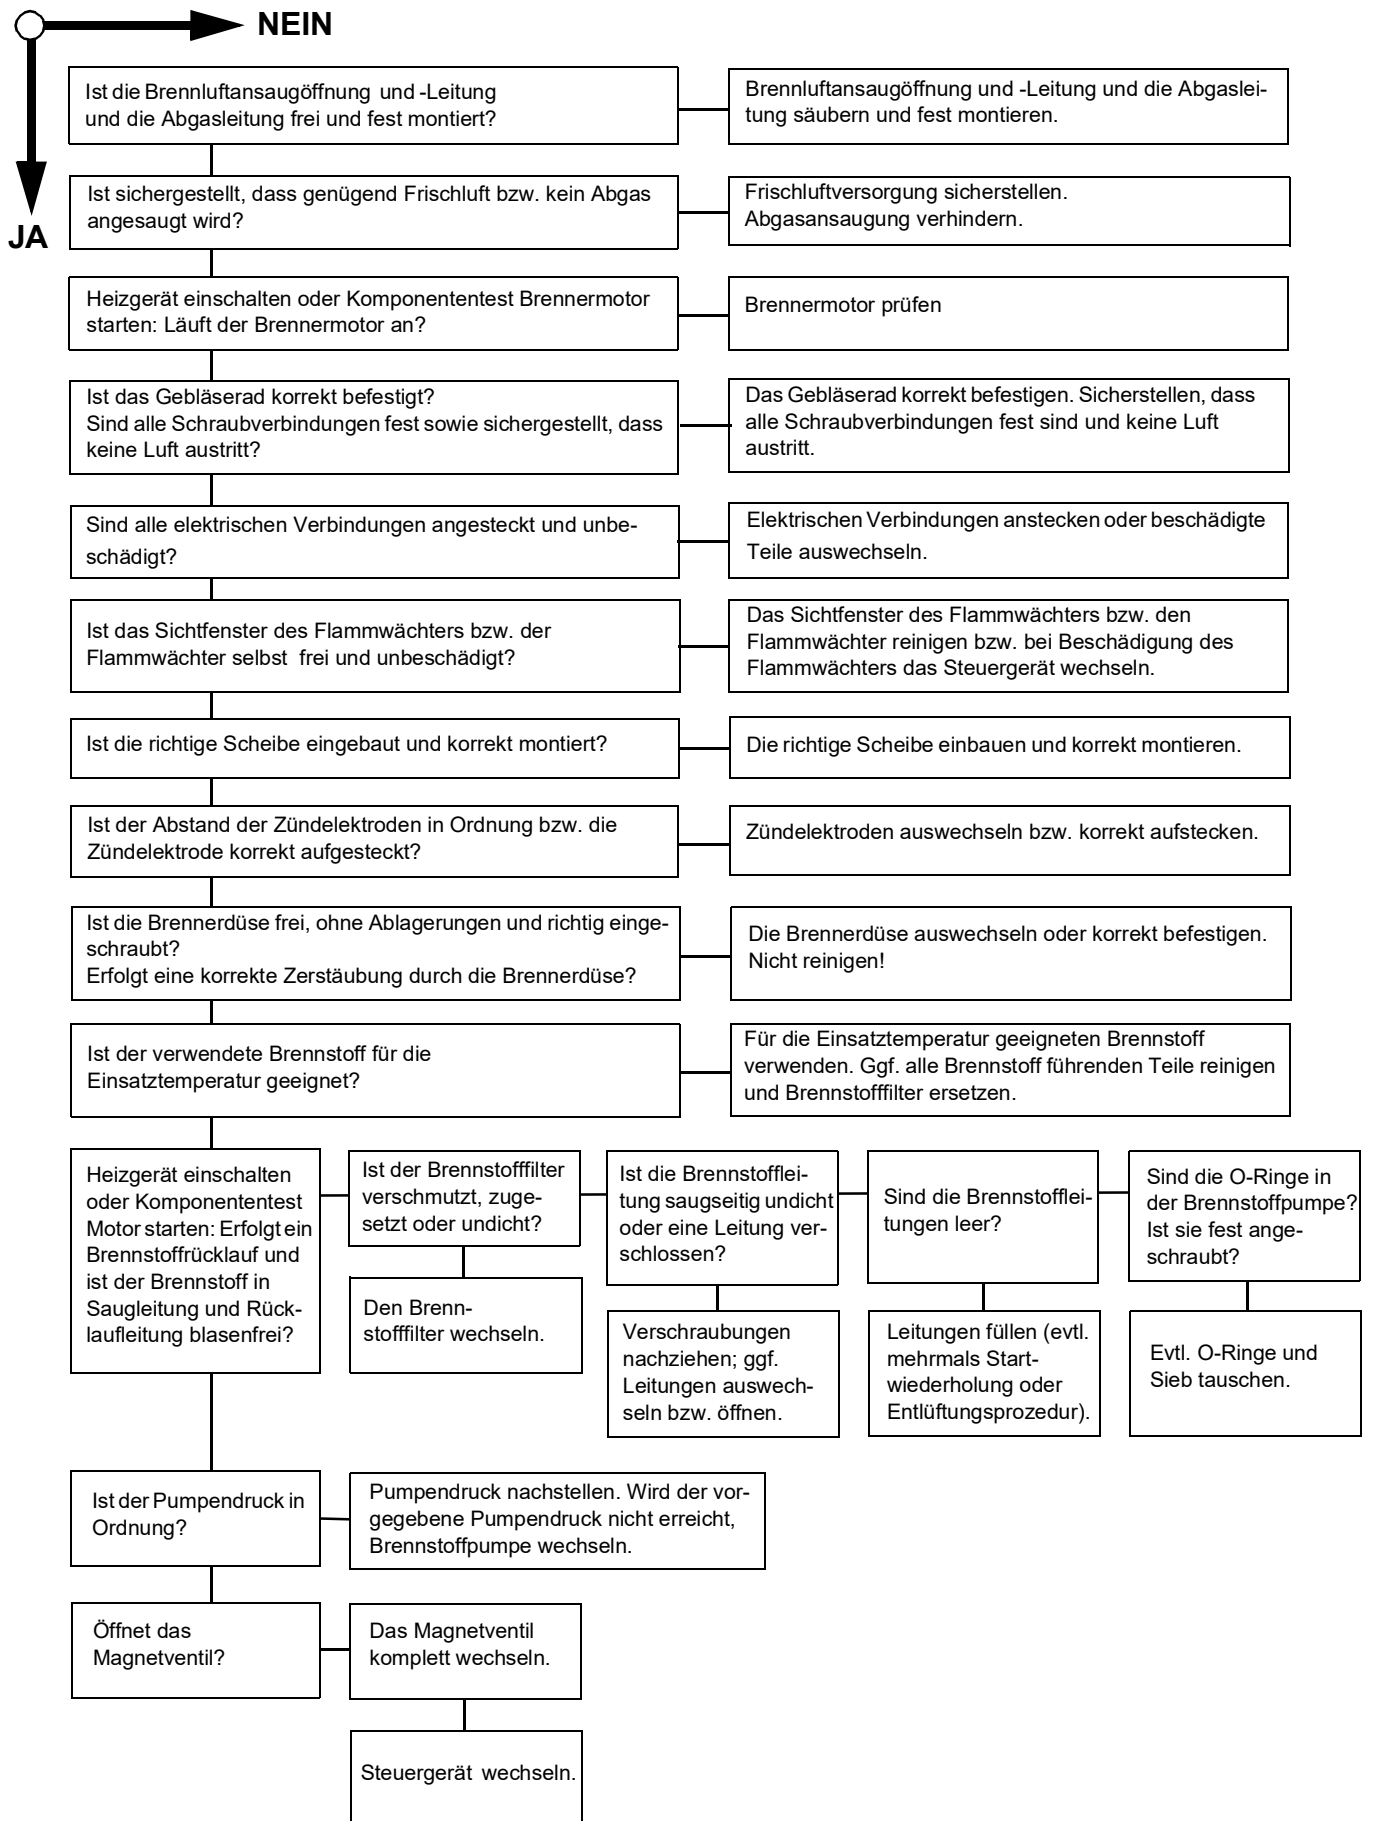 NEIN
JA
Ist die Brennluftansaugöffnung und -Leitung
und die Abgasleitung frei und fest montiert?
Brennluftansaugöffnung und -Leitung und die Abgaslei-
tung säubern und fest montieren.
Ist sichergestellt, dass genügend Frischluft bzw. kein Abgas
angesaugt wird?
Frischluftversorgung sicherstellen.
Abgasansaugung verhindern.
Heizgerät einschalten oder Komponententest Brennermotor
starten: Läuft der Brennermotor an?
Brennermotor prüfen
Ist das Gebläserad korrekt befestigt?
Sind alle Schraubverbindungen fest sowie sichergestellt, dass
keine Luft austritt?
Das Gebläserad korrekt befestigen. Sicherstellen, dass
alle Schraubverbindungen fest sind und keine Luft
austritt.
Sind alle elektrischen Verbindungen angesteckt und unbe-
schädigt?
Elektrischen Verbindungen anstecken oder beschädigte
Teile auswechseln.
Ist das Sichtfenster des Flammwächters bzw. der
Flammwächter selbst frei und unbeschädigt?
Das Sichtfenster des Flammwächters bzw. den
Flammwächter reinigen bzw. bei Beschädigung des
Flammwächters das Steuergerät wechseln.
Ist die richtige Scheibe eingebaut und korrekt montiert?
Die richtige Scheibe einbauen und korrekt montieren.
Ist der Abstand der Zündelektroden in Ordnung bzw. die
Zündelektrode korrekt aufgesteckt?
Zündelektroden auswechseln bzw. korrekt aufstecken.
Ist die Brennerdüse frei, ohne Ablagerungen und richtig einge-
schraubt?
Erfolgt eine korrekte Zerstäubung durch die Brennerdüse?
Die Brennerdüse auswechseln oder korrekt befestigen.
Nicht reinigen!
Ist der verwendete Brennstoff für die
Einsatztemperatur geeignet?
Für die Einsatztemperatur geeigneten Brennstoff
verwenden. Ggf. alle Brennstoff führenden Teile reinigen
und Brennstofffilter ersetzen.
Heizgerät einschalten
oder Komponententest
Motor starten: Erfolgt ein
Brennstoffrücklauf und
ist der Brennstoff in
Saugleitung und Rück-
laufleitung blasenfrei?
Ist der Brennstofffilter
verschmutzt, zuge-
setzt oder undicht?
Den Brenn-
stofffilter wechseln.
Ist die Brennstofflei-
tung saugseitig undicht
oder eine Leitung ver-
schlossen?
Verschraubungen
nachziehen; ggf.
Leitungen auswech-
seln bzw. öffnen.
Sind die Brennstofflei-
tungen leer?
Leitungen füllen (evtl.
mehrmals Start-
wiederholung oder
Entlüftungsprozedur).
Sind die O-Ringe in
der Brennstoffpumpe?
Ist sie fest ange-
schraubt?
Evtl. O-Ringe und
Sieb tauschen.
Ist der Pumpendruck in
Ordnung?
Pumpendruck nachstellen. Wird der vor-
gegebene Pumpendruck nicht erreicht,
Brennstoffpumpe wechseln.
Öffnet das
Magnetventil?
Das Magnetventil
komplett wechseln.
Steuergerät wechseln.